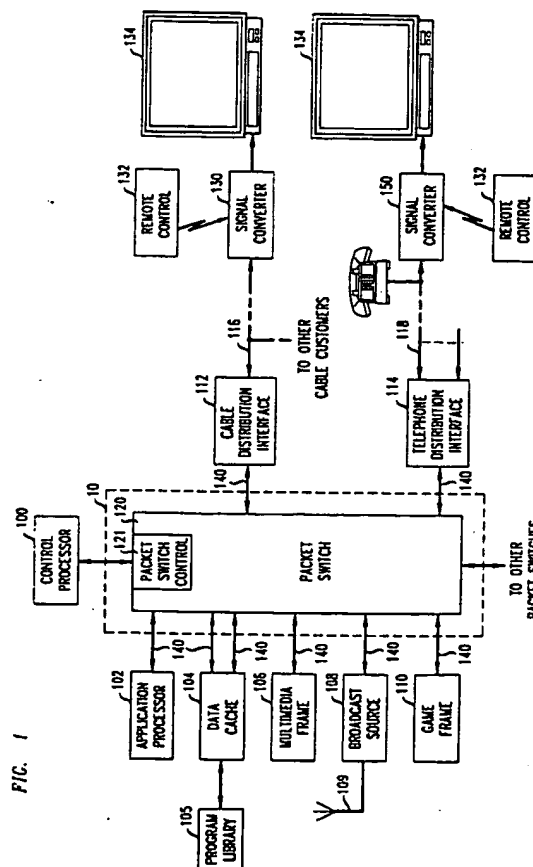 FIG. 1
100
CONTROL
PROCESSOR
10
120
121
PACKET
SWITCH
CONTROL
PACKET
SWITCH
102
APPLICATION
PROCESSOR
140
104
DATA
CACHE
140
140
105
PROGRAM
LIBRARY
106
MULTIMEDIA
FRAME
140
108
BROADCAST
SOURCE
140
109
110
GAME
FRAME
140
TO OTHER
PACKET SWITCHES
140
112
CABLE
DISTRIBUTION
INTERFACE
116
TO OTHER
CABLE CUSTOMERS
132
REMOTE
CONTROL
130
SIGNAL
CONVERTER
134
140
114
TELEPHONE
DISTRIBUTION
INTERFACE
118
150
SIGNAL
CONVERTER
132
REMOTE
CONTROL
134